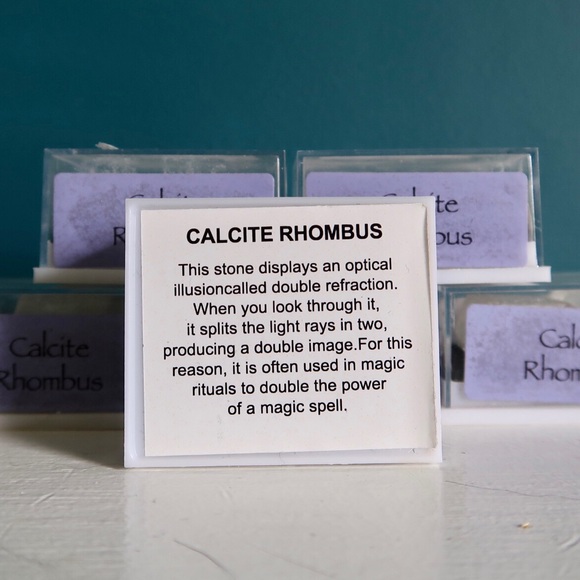 CALCITE RHOMBUS
This stone displays an optical
illusioncalled double refraction.
When you look through it,
it splits the light rays in two,
producing a double image.For this
reason, it is often used in magic
rituals to double the power
of a magic spell.
Calcite
Rhombus